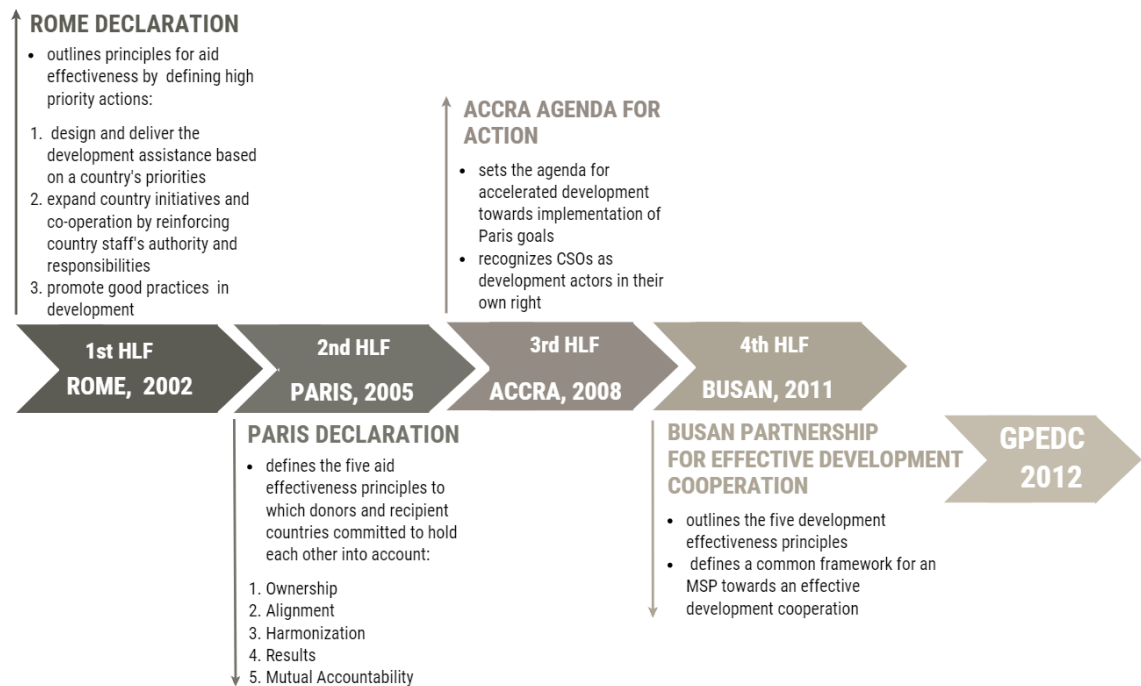 ROME DECLARATION
• outlines principles for aid
effectiveness by defining high
priority actions:
1. design and deliver the
development assistance based
on a country's priorities
2. expand country initiatives and
co-operation by reinforcing
country staff's authority and
responsibilities
3. promote good practices in
development
ACCRA AGENDA FOR
ACTION
• sets the agenda for
accelerated development
towards implementation of
Paris goals
• recognizes CSOs as
development actors in their
own right
1st HLF
ROME, 2002
2nd HLF
PARIS, 2005
3rd HLF
ACCRA, 2008
4th HLF
BUSAN, 2011
PARIS DECLARATION
• defines the five aid
effectiveness principles to
which donors and recipient
countries committed to hold
each other into account:
1. Ownership
2. Alignment
3. Harmonization
4. Results
5. Mutual Accountability
BUSAN PARTNERSHIP
FOR EFFECTIVE DEVELOPMENT
COOPERATION
• outlines the five development
effectiveness principles
• defines a common framework for an
MSP towards an effective
development cooperation
GPEDC
2012